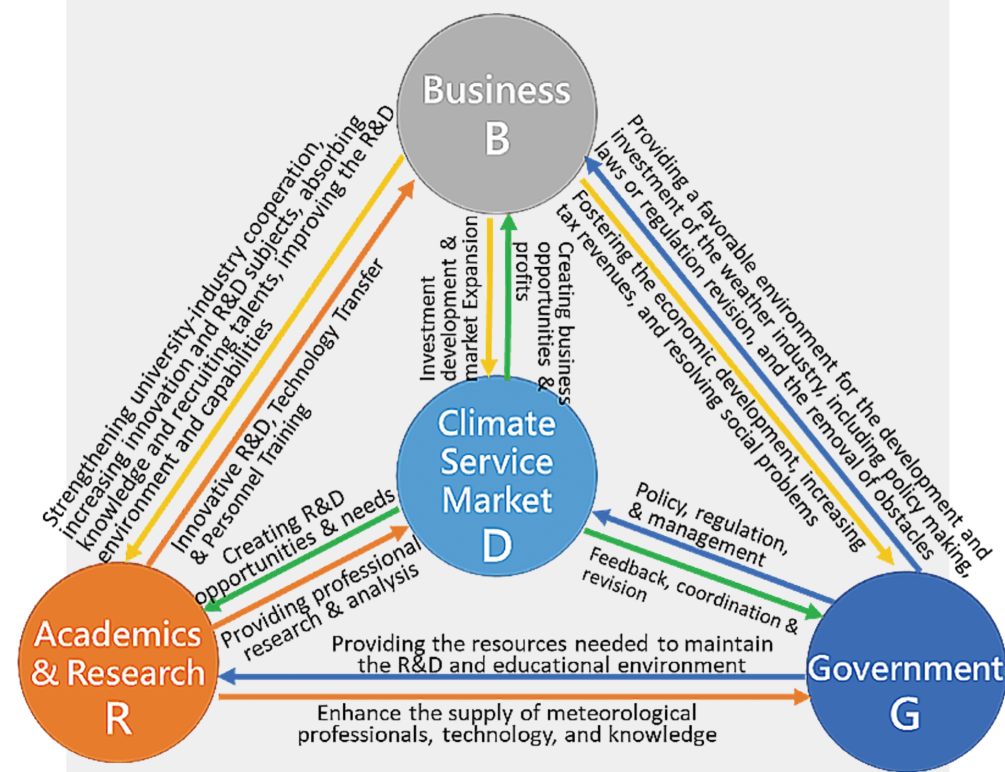 Business
B
Strengthening university-industry cooperation,
increasing innovation and R&D subjects, absorbing
knowledge and recruiting talents, improving the R&D
environment and capabilities
Innovative R&D, Technology Transfer
& Personnel Training
Investment
development &
market Expansion
Creating business
opportunities &
profits
Providing a favorable environment for the development and
investment of the weather industry, including policy making,
laws or regulation revision, and the removal of obstacles
Fostering the economic development, increasing
tax revenues, and resolving social problems
Climate
Service
Market
D
Creating R&D
opportunities & needs
Providing professional
research & analysis
Policy, regulation,
& management
Feedback, coordination &
revision
Academics
& Research
R
Providing the resources needed to maintain
the R&D and educational environment
Enhance the supply of meteorological
professionals, technology, and knowledge
Government
G